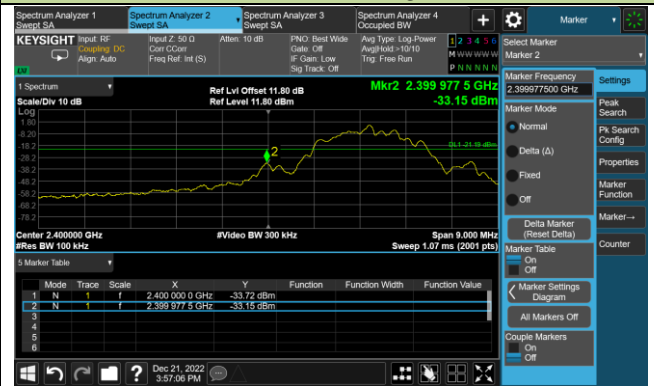 Spectrum Analyzer 1
Swept SA
Spectrum Analyzer 2
Swept SA
Spectrum Analyzer 3
Swept SA
Spectrum Analyzer 4
Occupied BW
+
Marker
KEYSIGHT
Input: RF
Coupling: DC
Align: Auto
Input Z: 50 Ω
Corr CCorr
Freq Ref: Int (S)
Atten: 10 dB
PNO: Best Wide
Gate: Off
IF Gain: Low
Sig Track: Off
Avg Type: Log-Power
Avg|Hold:>10/10
Trig: Free Run
1 2 3 4 5 6
M W W W W W
P N N N N N
LW
Select Marker
Marker 2
1 Spectrum
Scale/Div 10 dB
Log
Ref Lvl Offset 11.80 dB
Ref Level 11.80 dBm
Mkr2 2.399 977 5 GHz
-33.15 dBm
1.80
-8.20
-18.2
-28.2
-38.2
-48.2
-58.2
-68.2
-78.2
2
DL1 -21.19 dBm
Center 2.400000 GHz
#Res BW 100 kHz
#Video BW 300 kHz
Span 9.000 MHz
Sweep 1.07 ms (2001 pts)
5 Marker Table
Mode Trace Scale X Y Function Function Width Function Value
1 N 1 f 2.400 000 0 GHz -33.72 dBm
2 N 1 f 2.399 977 5 GHz -33.15 dBm
3
4
5
6
Marker Frequency
2.399977500 GHz
Marker Mode
Normal
Delta (Δ)
Fixed
Off
Delta Marker
(Reset Delta)
Marker Table
On
Off
Marker Settings
Diagram
All Markers Off
Couple Markers
On
Off
Settings
Peak
Search
Pk Search
Config
Properties
Marker
Function
Marker→
Counter
?
Dec 21, 2022
3:57:06 PM